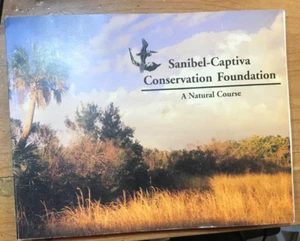 Sanibel-Captiva
Conservation Foundation
A Natural Course